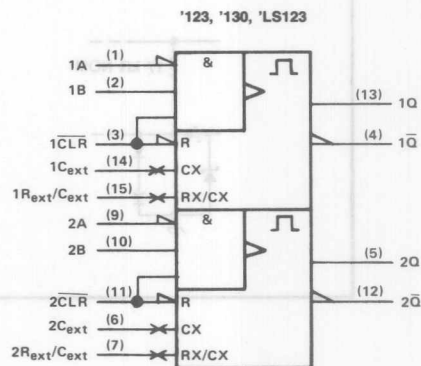 '123, '130, 'LS123
1A (1) & (13) 1Q
1B (2)
1CLR (3) R (4) 1Q̅
1Cext (14) CX
1Rext/Cext (15) RX/CX
2A (9) &
2B (10) (5) 2Q
2CLR (11) R (12) 2Q̅
2Cext (6) CX
2Rext/Cext (7) RX/CX